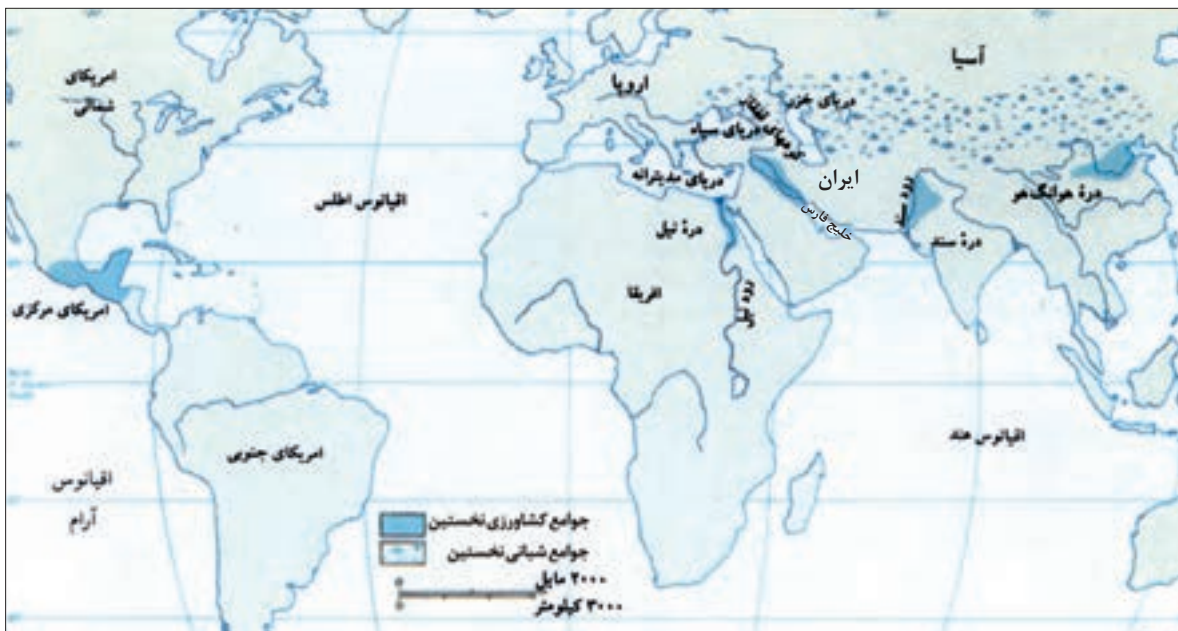 امریکای
شمالی
اروپا
آسیا
دریای خزر
کوههای قفقاز
دریای سیاه
دریای مدیترانه
ایران
خلیج فارس
رود سند
درهٔ سند
درهٔ هوانگ‌هو
اقیانوس اطلس
درهٔ نیل
رود نیل
افریقا
امریکای مرکزی
امریکای جنوبی
اقیانوس هند
اقیانوس
آرام
جوامع کشاورزی نخستین
جوامع شبانی نخستین
۲۰۰۰ مایل
۳۰۰۰ کیلومتر